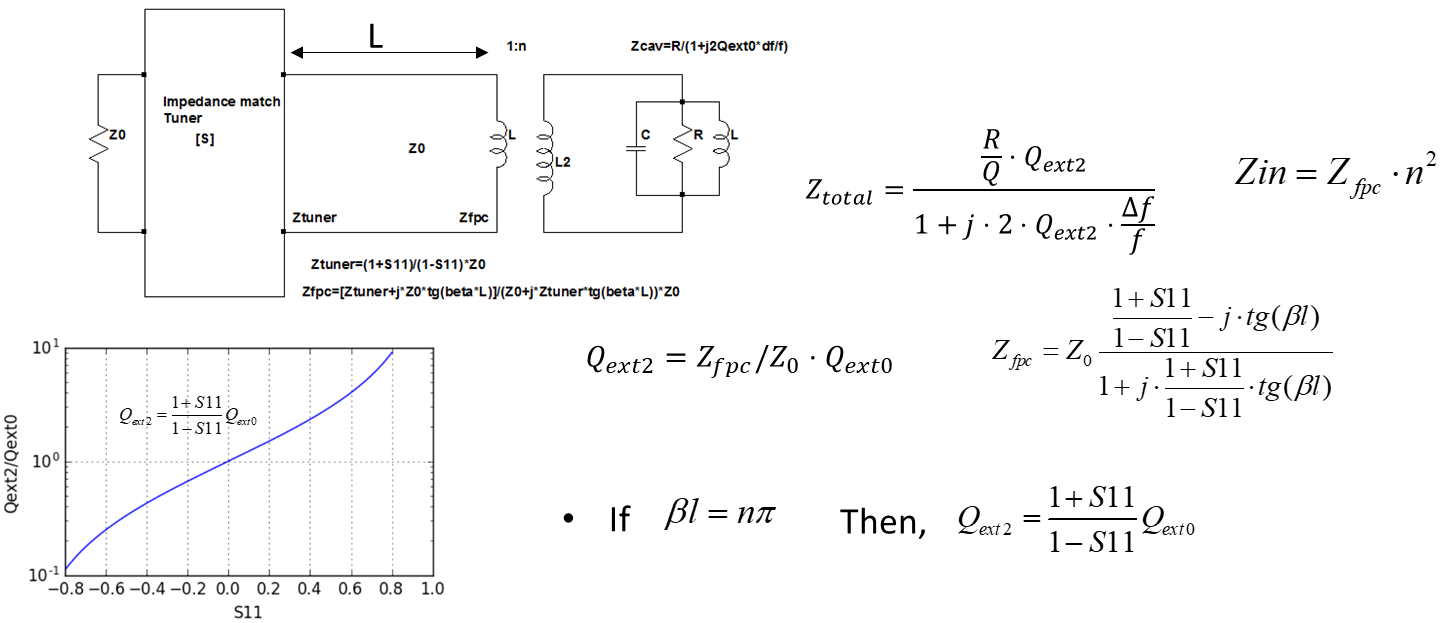 L
1:n
Zcav=R/(1+j2Qext0*df/f)
Impedance match
Tuner
[S]
Z0
Z0
L
L2
C
R
L
Ztuner
Zfpc
Ztuner=(1+S11)/(1-S11)*Z0
Zfpc=[Ztuner+j*Z0*tg(beta*L)]/(Z0+j*Ztuner*tg(beta*L))*Z0
Z_total = (R/Q · Q_ext2) / (1 + j · 2 · Q_ext2 · Δf/f)
Zin = Z_fpc · n²
Q_ext2 = Z_fpc/Z_0 · Q_ext0
Z_fpc = Z_0 ((1+S11)/(1−S11) − j·tg(βl)) / (1 + j·(1+S11)/(1−S11)·tg(βl))
• If βl = nπ Then, Q_ext2 = (1+S11)/(1−S11) Q_ext0
Qext2/Qext0
10¹
10⁰
10⁻¹
Q_ext2 = (1+S11)/(1−S11) Q_ext0
−0.8 −0.6 −0.4 −0.2 0.0 0.2 0.4 0.6 0.8 1.0
S11